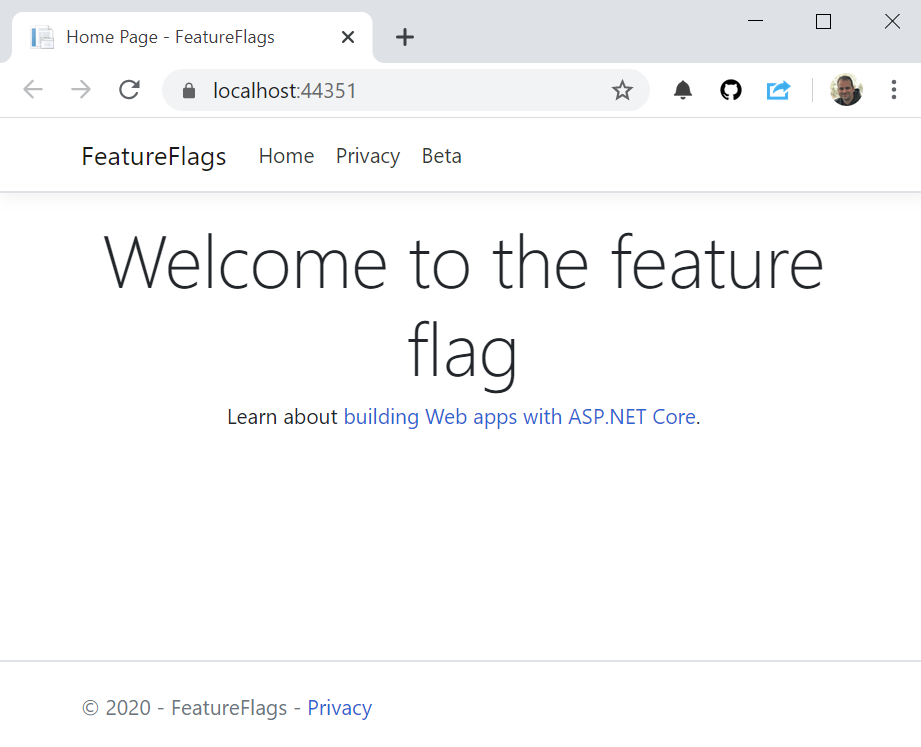 Home Page - FeatureFlags
localhost:44351
FeatureFlags Home Privacy Beta
Welcome to the feature
flag
Learn about building Web apps with ASP.NET Core.
© 2020 - FeatureFlags - Privacy